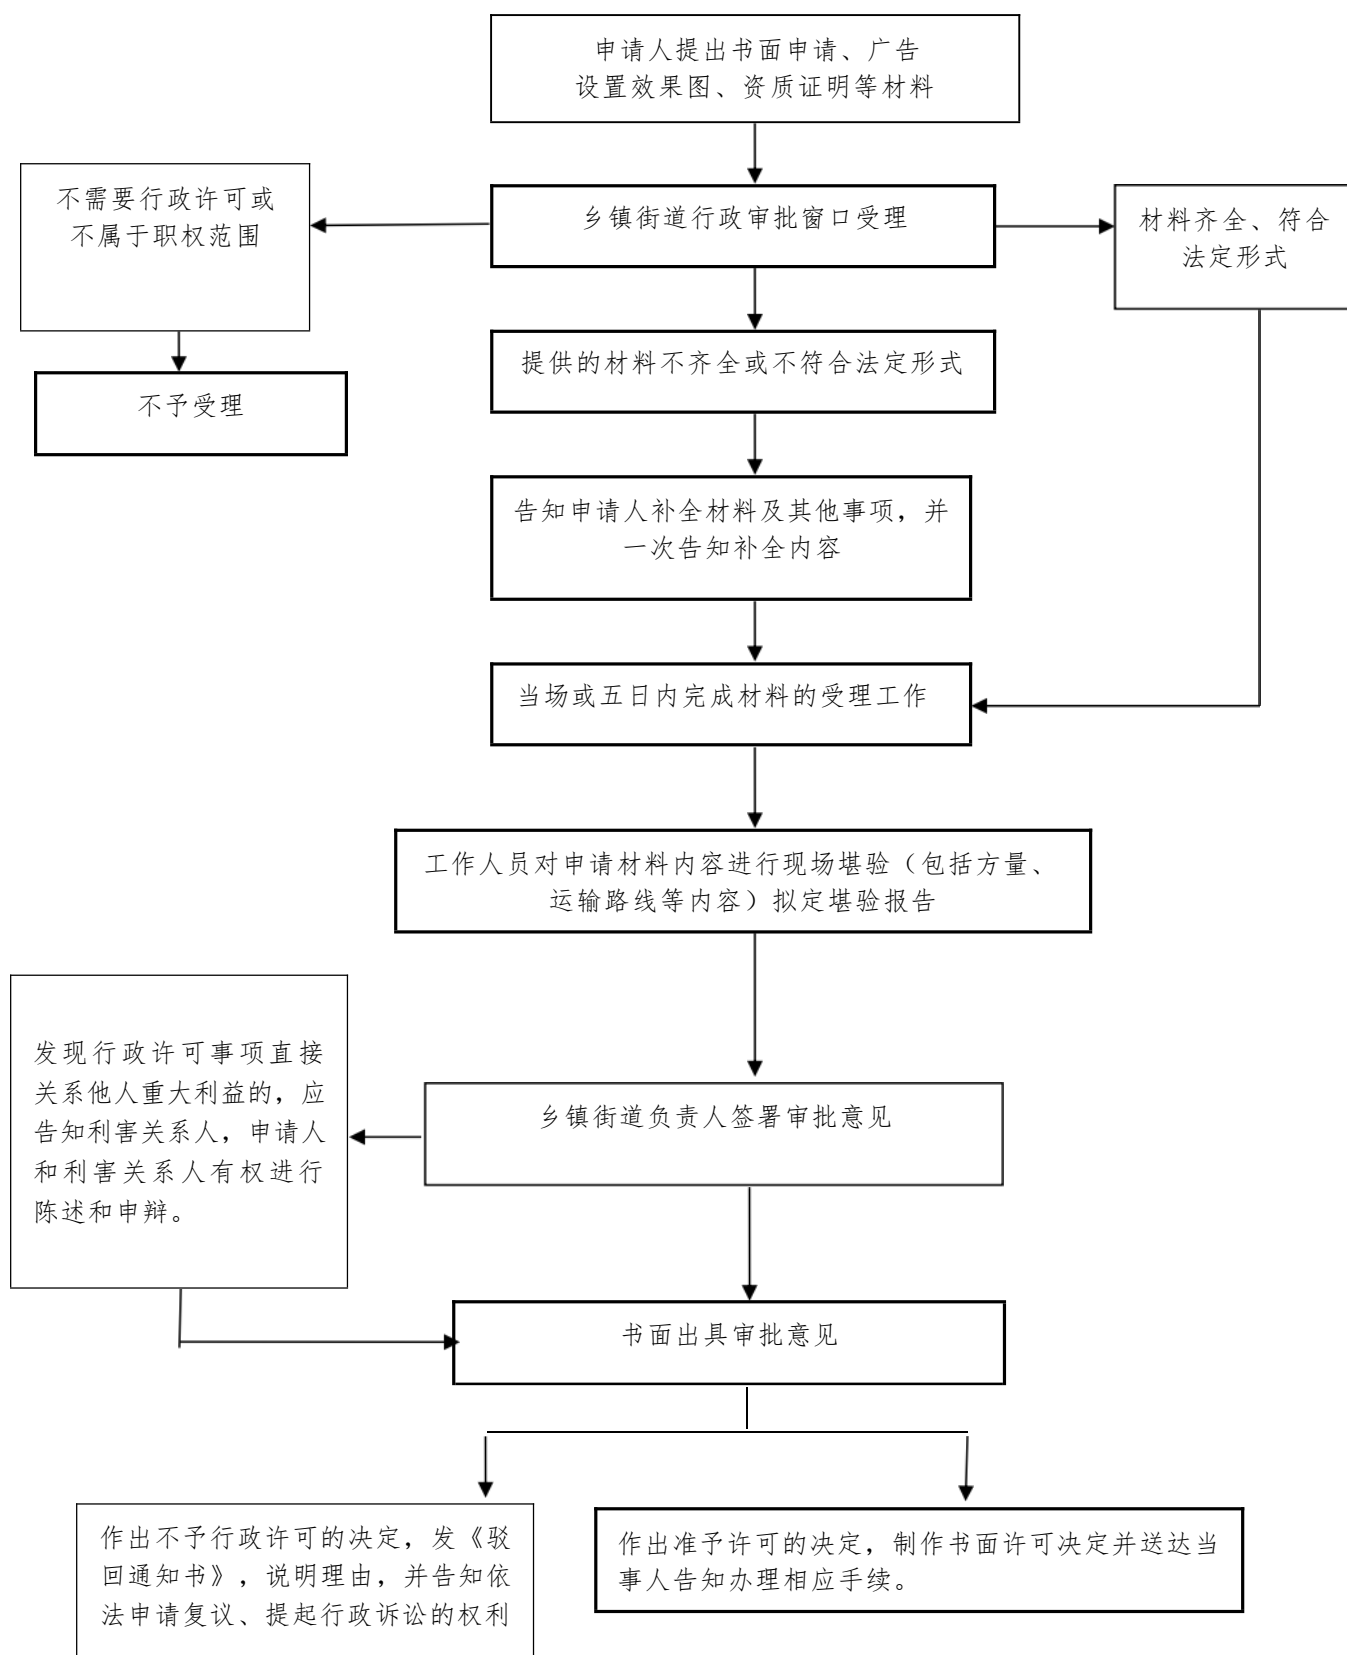 申请人提出书面申请、广告
设置效果图、资质证明等材料
不需要行政许可或
不属于职权范围
乡镇街道行政审批窗口受理
材料齐全、符合
法定形式
提供的材料不齐全或不符合法定形式
不予受理
告知申请人补全材料及其他事项，并
一次告知补全内容
当场或五日内完成材料的受理工作
工作人员对申请材料内容进行现场堪验（包括方量、
运输路线等内容）拟定堪验报告
发现行政许可事项直接
关系他人重大利益的，应
告知利害关系人，申请人
和利害关系人有权进行
陈述和申辩。
乡镇街道负责人签署审批意见
书面出具审批意见
作出不予行政许可的决定，发《驳
回通知书》，说明理由，并告知依
法申请复议、提起行政诉讼的权利
作出准予许可的决定，制作书面许可决定并送达当
事人告知办理相应手续。